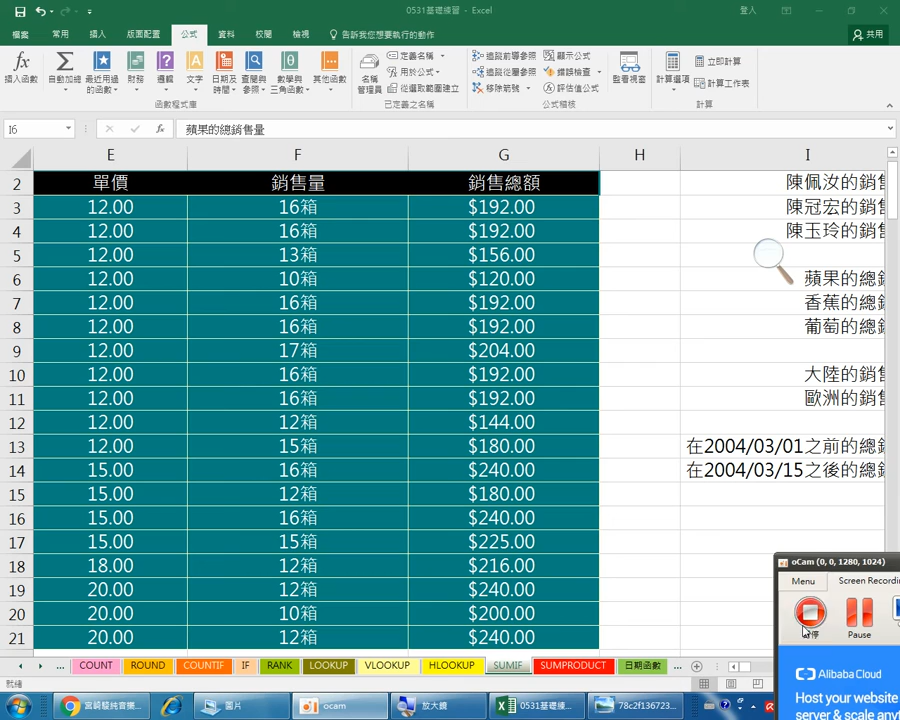 0531基礎練習 - Excel
登入
檔案 常用 插入 版面配置 公式 資料 校閱 檢視 告訴我您想要執行的動作 共用
插入函數 自動加總 最近用過的函數 財務 邏輯 文字 日期及時間 查閱與參照 數學與三角函數 其他函數
函數程式庫
名稱管理員 定義名稱 用於公式 從選取範圍建立
已定義之名稱
追蹤前導參照 追蹤從屬參照 移除箭號 顯示公式 錯誤檢查 評估值公式
公式稽核
監看視窗 計算選項 立即計算 計算工作表
計算
I6 fx 蘋果的總銷售量
E F G H I
2 單價 銷售量 銷售總額 陳佩汝的銷售
3 12.00 16箱 $192.00 陳冠宏的銷售
4 12.00 16箱 $192.00 陳玉玲的銷售
5 12.00 13箱 $156.00
6 12.00 10箱 $120.00 蘋果的總銷
7 12.00 16箱 $192.00 香蕉的總銷
8 12.00 16箱 $192.00 葡萄的總銷
9 12.00 17箱 $204.00
10 12.00 16箱 $192.00 大陸的銷售
11 12.00 16箱 $192.00 歐洲的銷售
12 12.00 12箱 $144.00
13 12.00 15箱 $180.00 在2004/03/01之前的總銷
14 15.00 16箱 $240.00 在2004/03/15之後的總銷
15 15.00 12箱 $180.00
16 15.00 16箱 $240.00
17 15.00 15箱 $225.00
18 18.00 12箱 $216.00
19 20.00 12箱 $240.00
20 20.00 10箱 $200.00
21 20.00 12箱 $240.00
oCam (0, 0, 1280, 1024)
Menu Screen Recordin
Pause
Alibaba Cloud
Host your website
server & scale any
... COUNT ROUND COUNTIF IF RANK LOOKUP VLOOKUP HLOOKUP SUMIF SUMPRODUCT 日期函數 ...
就緒
圖片 ocam 放大鏡 0531基礎練... 78c2f136723...